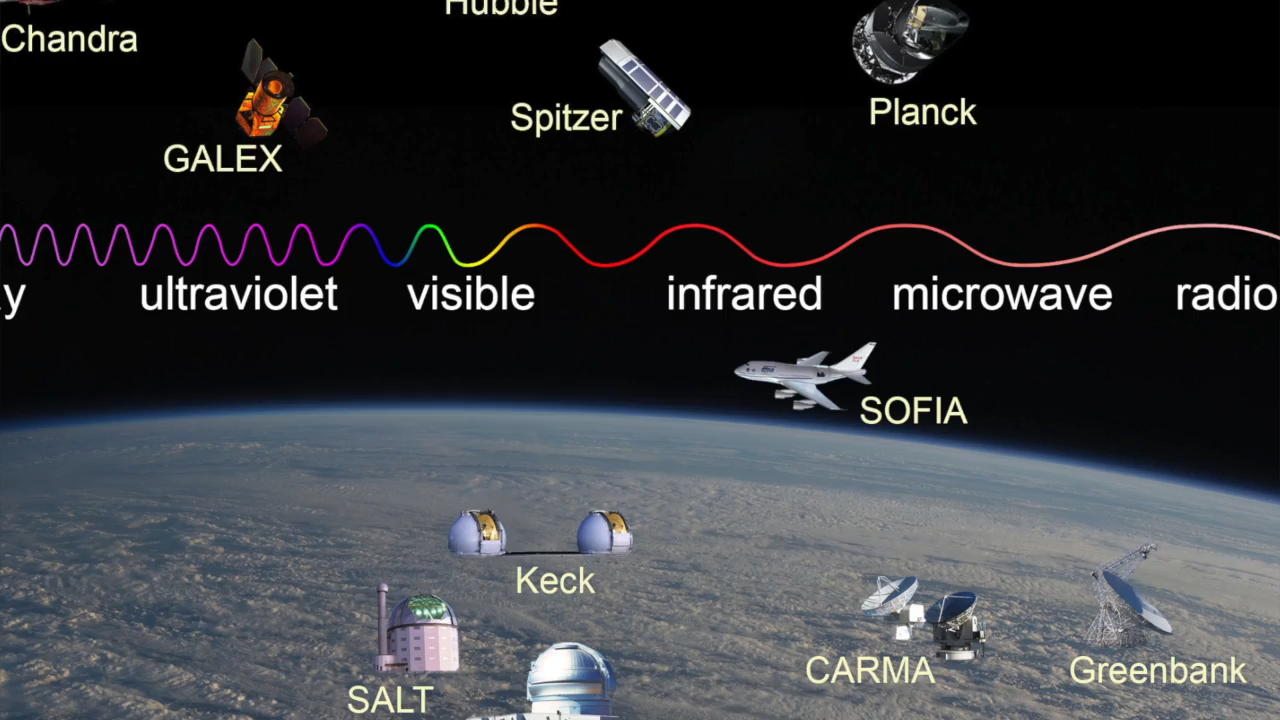 Hubble
Chandra
Spitzer
Planck
GALEX
y
ultraviolet
visible
infrared
microwave
radio
SOFIA
Keck
CARMA
Greenbank
SALT